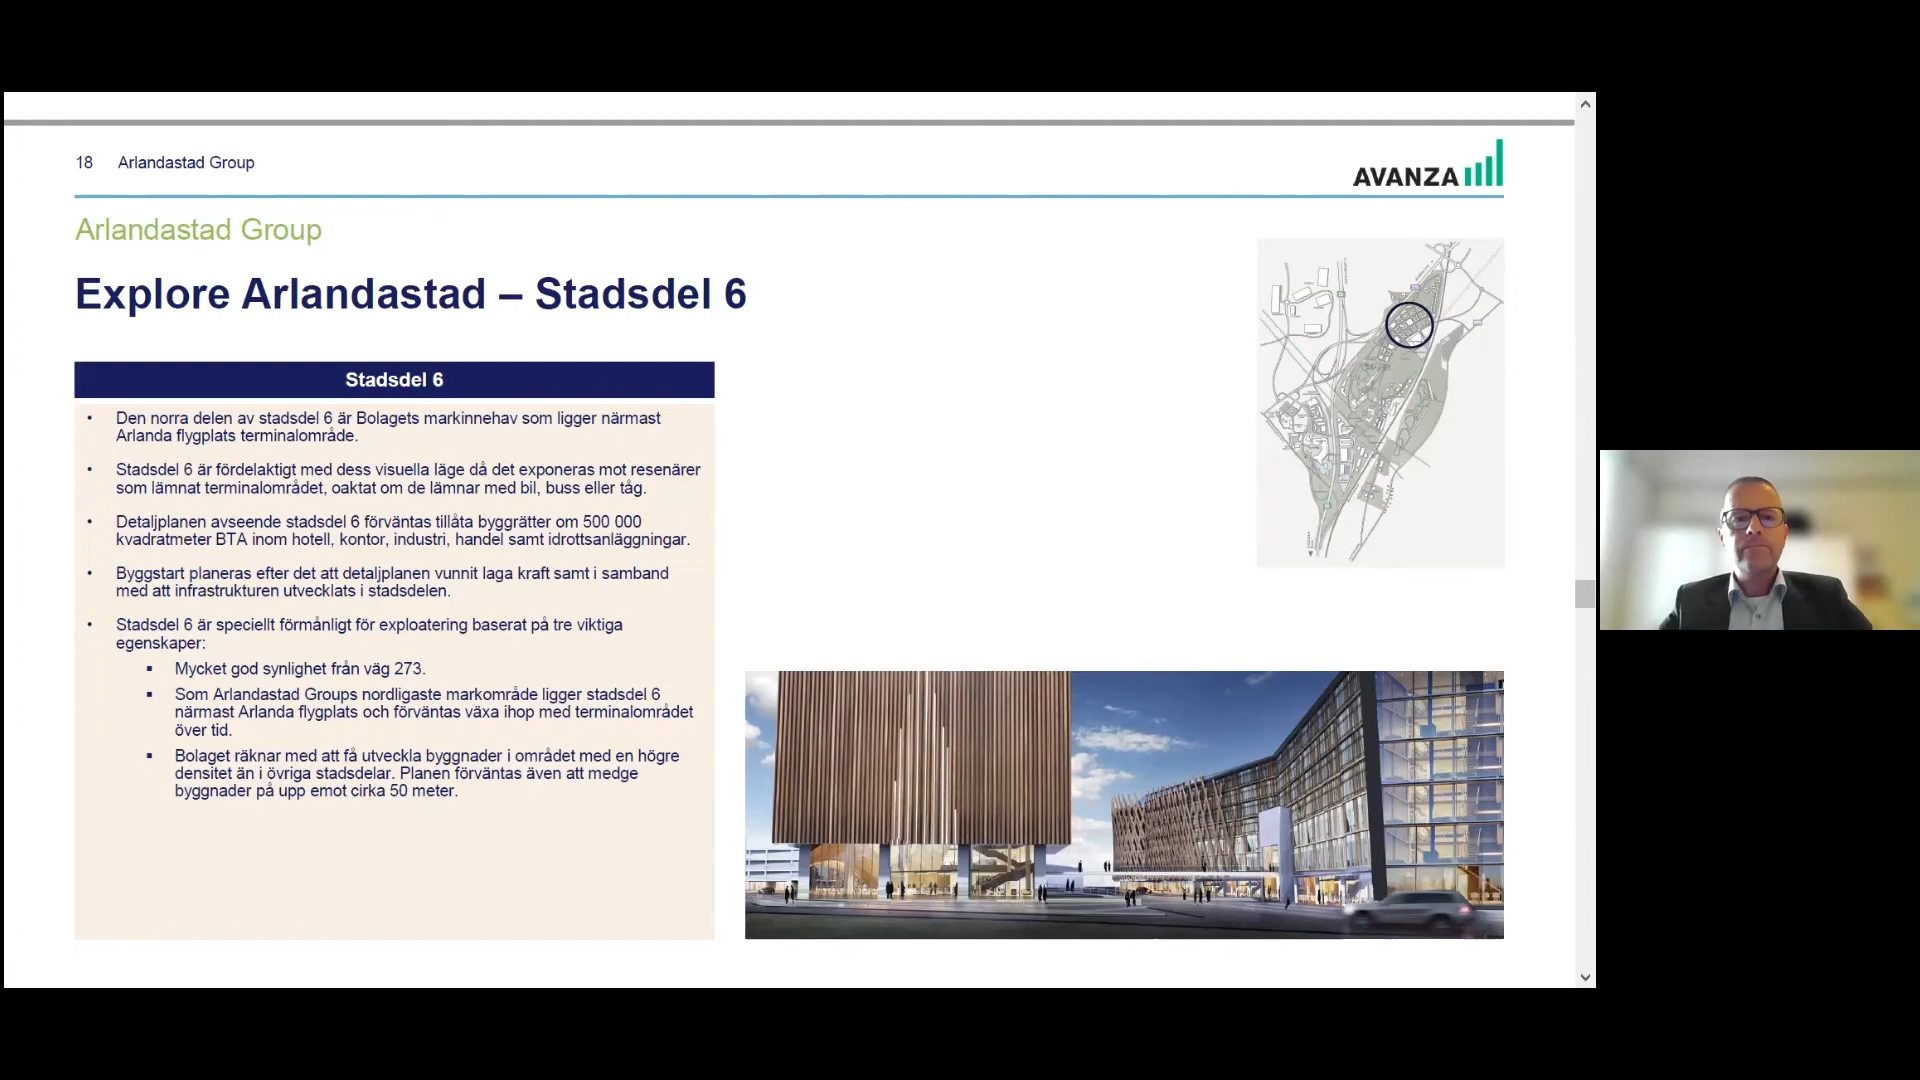 18 Arlandastad Group
AVANZA
Arlandastad Group
Explore Arlandastad – Stadsdel 6
Stadsdel 6
• Den norra delen av stadsdel 6 är Bolagets markinnehav som ligger närmast
Arlanda flygplats terminalområde.
• Stadsdel 6 är fördelaktigt med dess visuella läge då det exponeras mot resenärer
som lämnat terminalområdet, oaktat om de lämnar med bil, buss eller tåg.
• Detaljplanen avseende stadsdel 6 förväntas tillåta byggrätter om 500 000
kvadratmeter BTA inom hotell, kontor, industri, handel samt idrottsanläggningar.
• Byggstart planeras efter det att detaljplanen vunnit laga kraft samt i samband
med att infrastrukturen utvecklats i stadsdelen.
• Stadsdel 6 är speciellt förmånligt för exploatering baserat på tre viktiga
egenskaper:
▪ Mycket god synlighet från väg 273.
▪ Som Arlandastad Groups nordligaste markområde ligger stadsdel 6
närmast Arlanda flygplats och förväntas växa ihop med terminalområdet
över tid.
▪ Bolaget räknar med att få utveckla byggnader i området med en högre
densitet än i övriga stadsdelar. Planen förväntas även att medge
byggnader på upp emot cirka 50 meter.